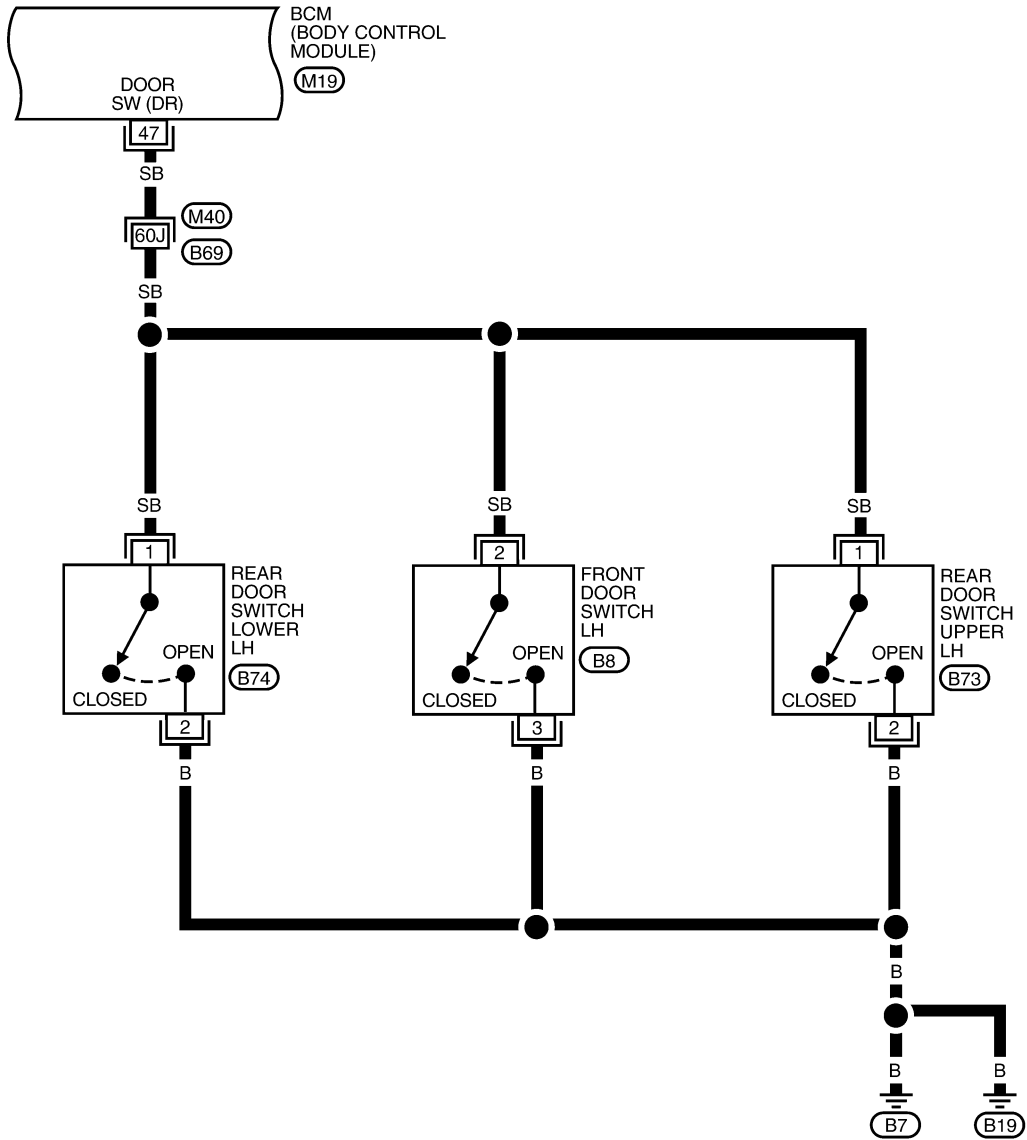 BCM
(BODY CONTROL
MODULE)
M19
DOOR
SW (DR)
47
SB
M40
60J
B69
SB
SB
SB
SB
1
2
1
REAR
DOOR
SWITCH
LOWER
LH
B74
OPEN
CLOSED
FRONT
DOOR
SWITCH
LH
B8
OPEN
CLOSED
REAR
DOOR
SWITCH
UPPER
LH
B73
OPEN
CLOSED
2
3
2
B
B
B
B
B
B
B7
B19